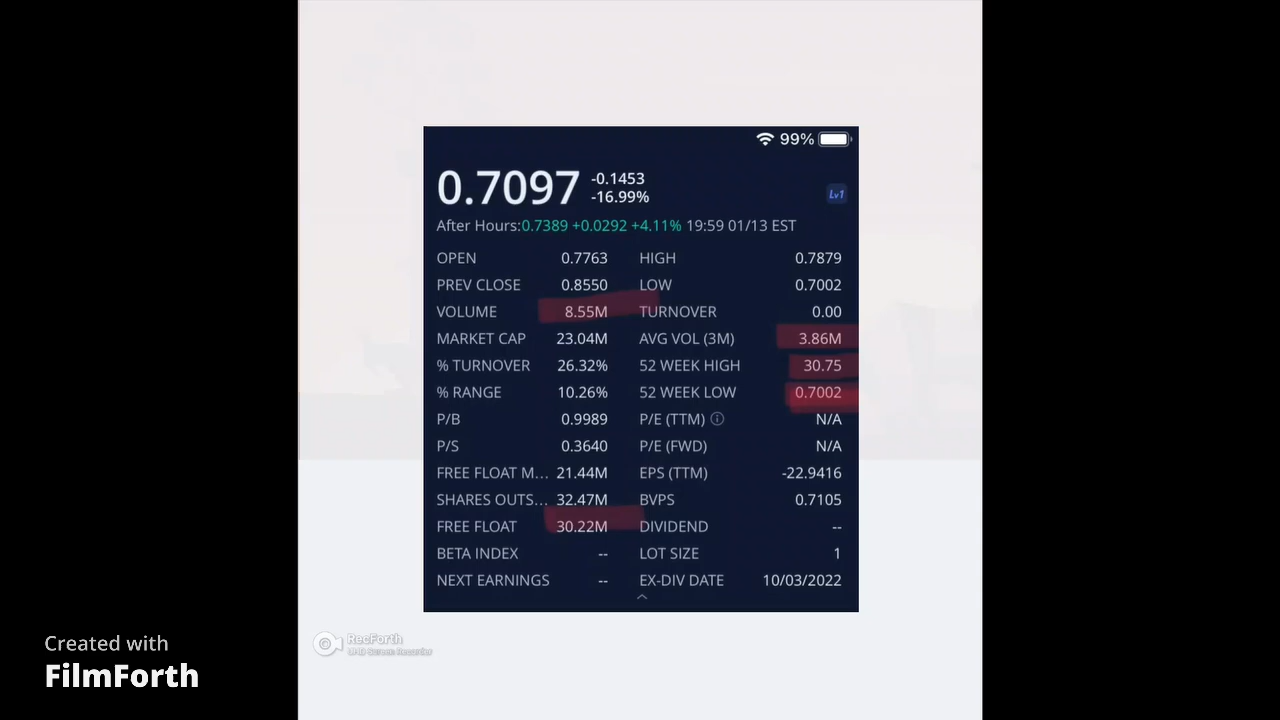 99%
0.7097
-0.1453
-16.99%
Lv1
After Hours:0.7389 +0.0292 +4.11% 19:59 01/13 EST
OPEN 0.7763 HIGH 0.7879
PREV CLOSE 0.8550 LOW 0.7002
VOLUME 8.55M TURNOVER 0.00
MARKET CAP 23.04M AVG VOL (3M) 3.86M
% TURNOVER 26.32% 52 WEEK HIGH 30.75
% RANGE 10.26% 52 WEEK LOW 0.7002
P/B 0.9989 P/E (TTM) N/A
P/S 0.3640 P/E (FWD) N/A
FREE FLOAT M... 21.44M EPS (TTM) -22.9416
SHARES OUTS... 32.47M BVPS 0.7105
FREE FLOAT 30.22M DIVIDEND --
BETA INDEX -- LOT SIZE 1
NEXT EARNINGS -- EX-DIV DATE 10/03/2022
RecForth
Screen Recorder
Created with
FilmForth